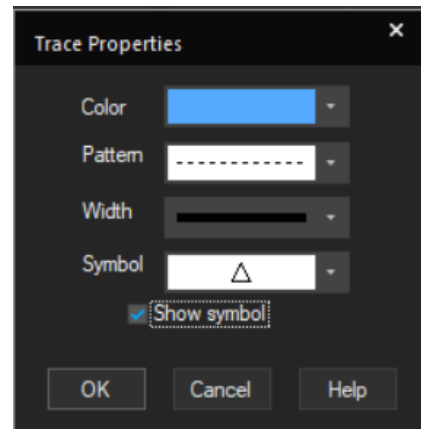 Trace Properties
Color
Pattern
Width
Symbol
Show symbol
OK Cancel Help